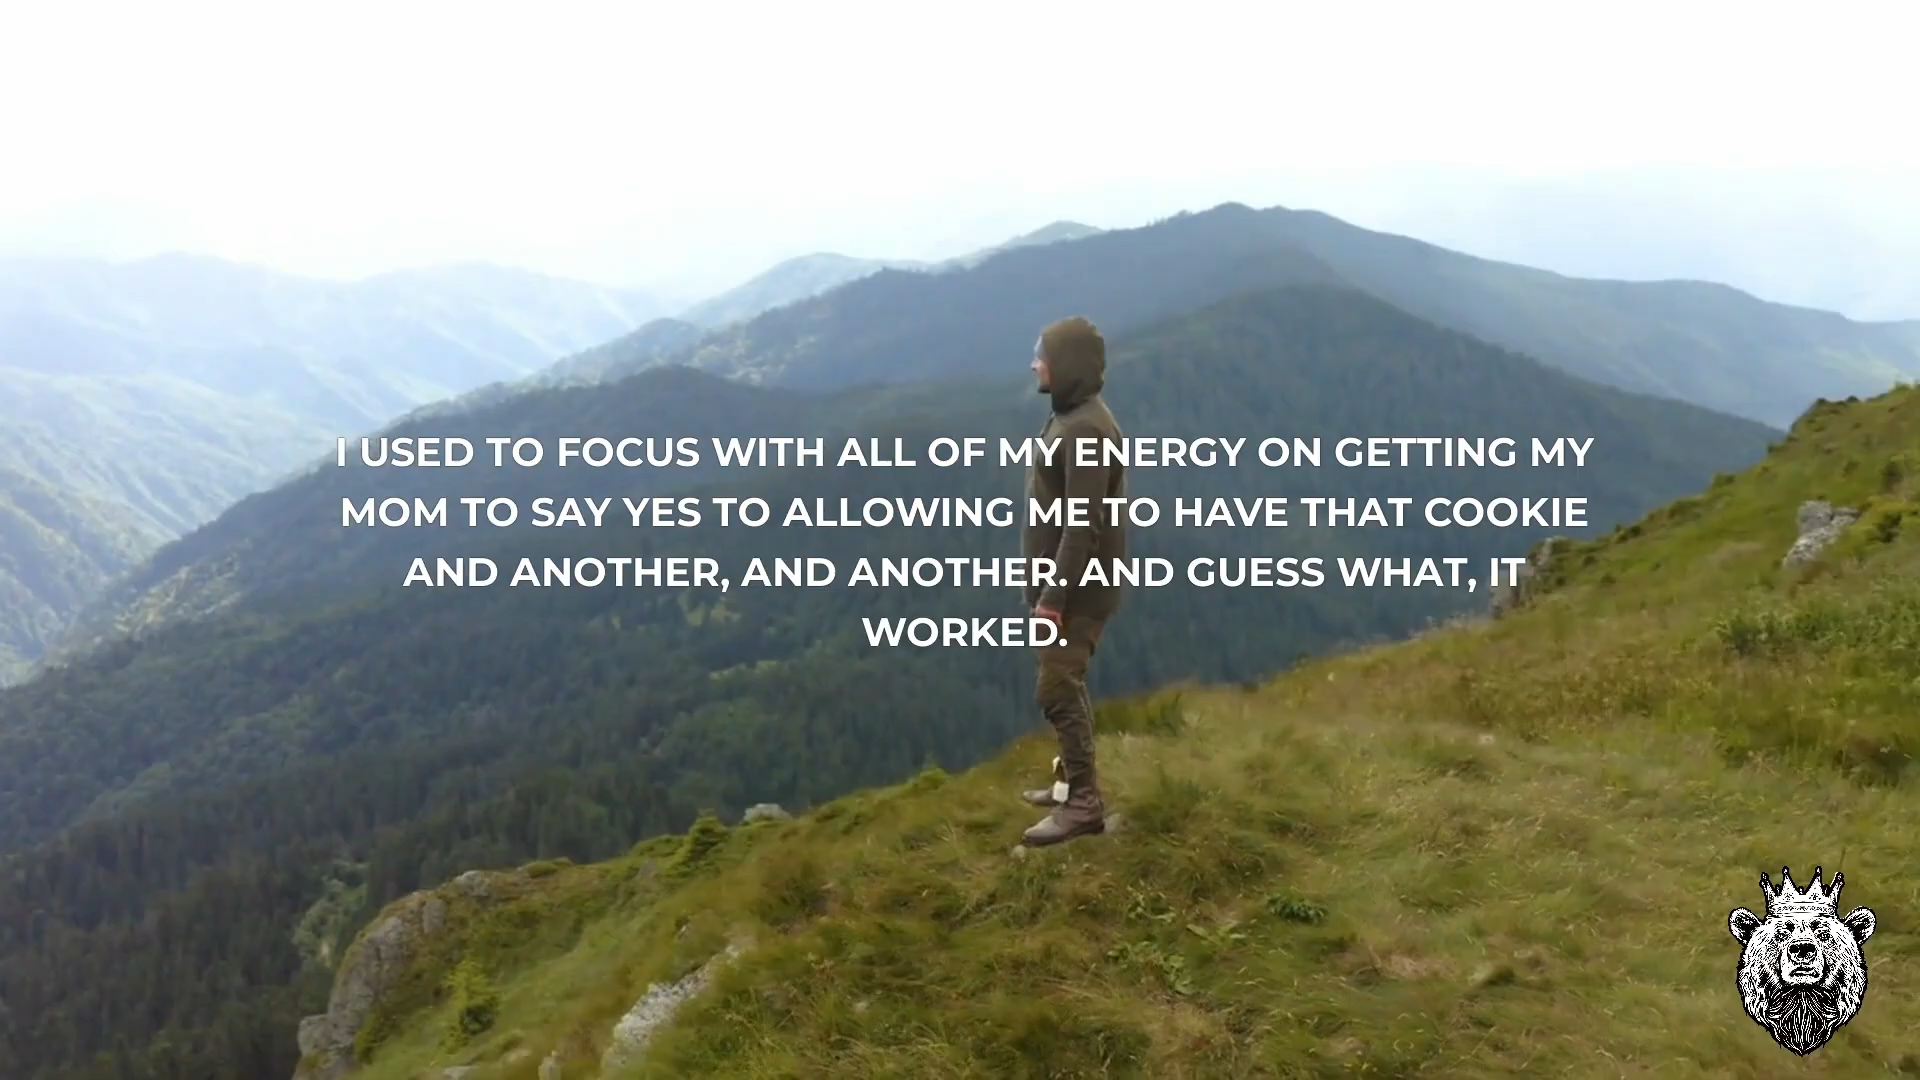 I USED TO FOCUS WITH ALL OF MY ENERGY ON GETTING MY
MOM TO SAY YES TO ALLOWING ME TO HAVE THAT COOKIE
AND ANOTHER, AND ANOTHER. AND GUESS WHAT, IT
WORKED.